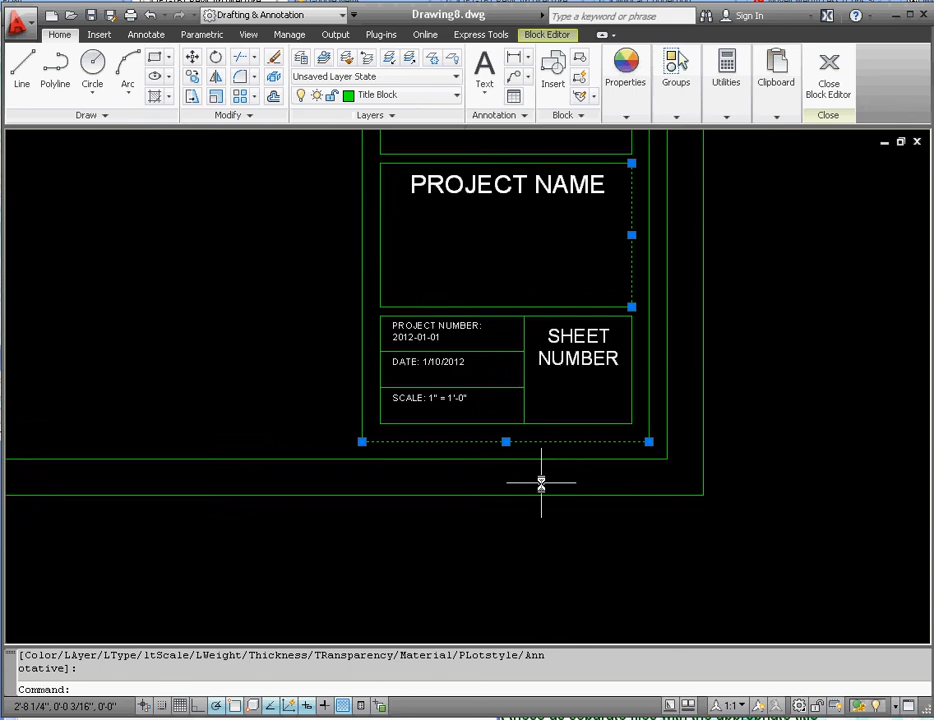 Drafting & Annotation
Drawing8.dwg
Type a keyword or phrase
Sign In
Home
Insert
Annotate
Parametric
View
Manage
Output
Plug-ins
Online
Express Tools
Block Editor
Line
Polyline
Circle
Arc
Unsaved Layer State
Title Block
Text
Insert
Properties
Groups
Utilities
Clipboard
Close
Block Editor
Draw
Modify
Layers
Annotation
Block
Close
PROJECT NAME
PROJECT NUMBER:
2012-01-01
DATE: 1/10/2012
SCALE: 1" = 1'-0"
SHEET
NUMBER
[Color/LAyer/LType/ltScale/LWeight/Thickness/TRansparency/Material/PLotstyle/Ann
otative]:
Command:
2'-8 1/4", 0'-0 3/16", 0'-0"
1:1